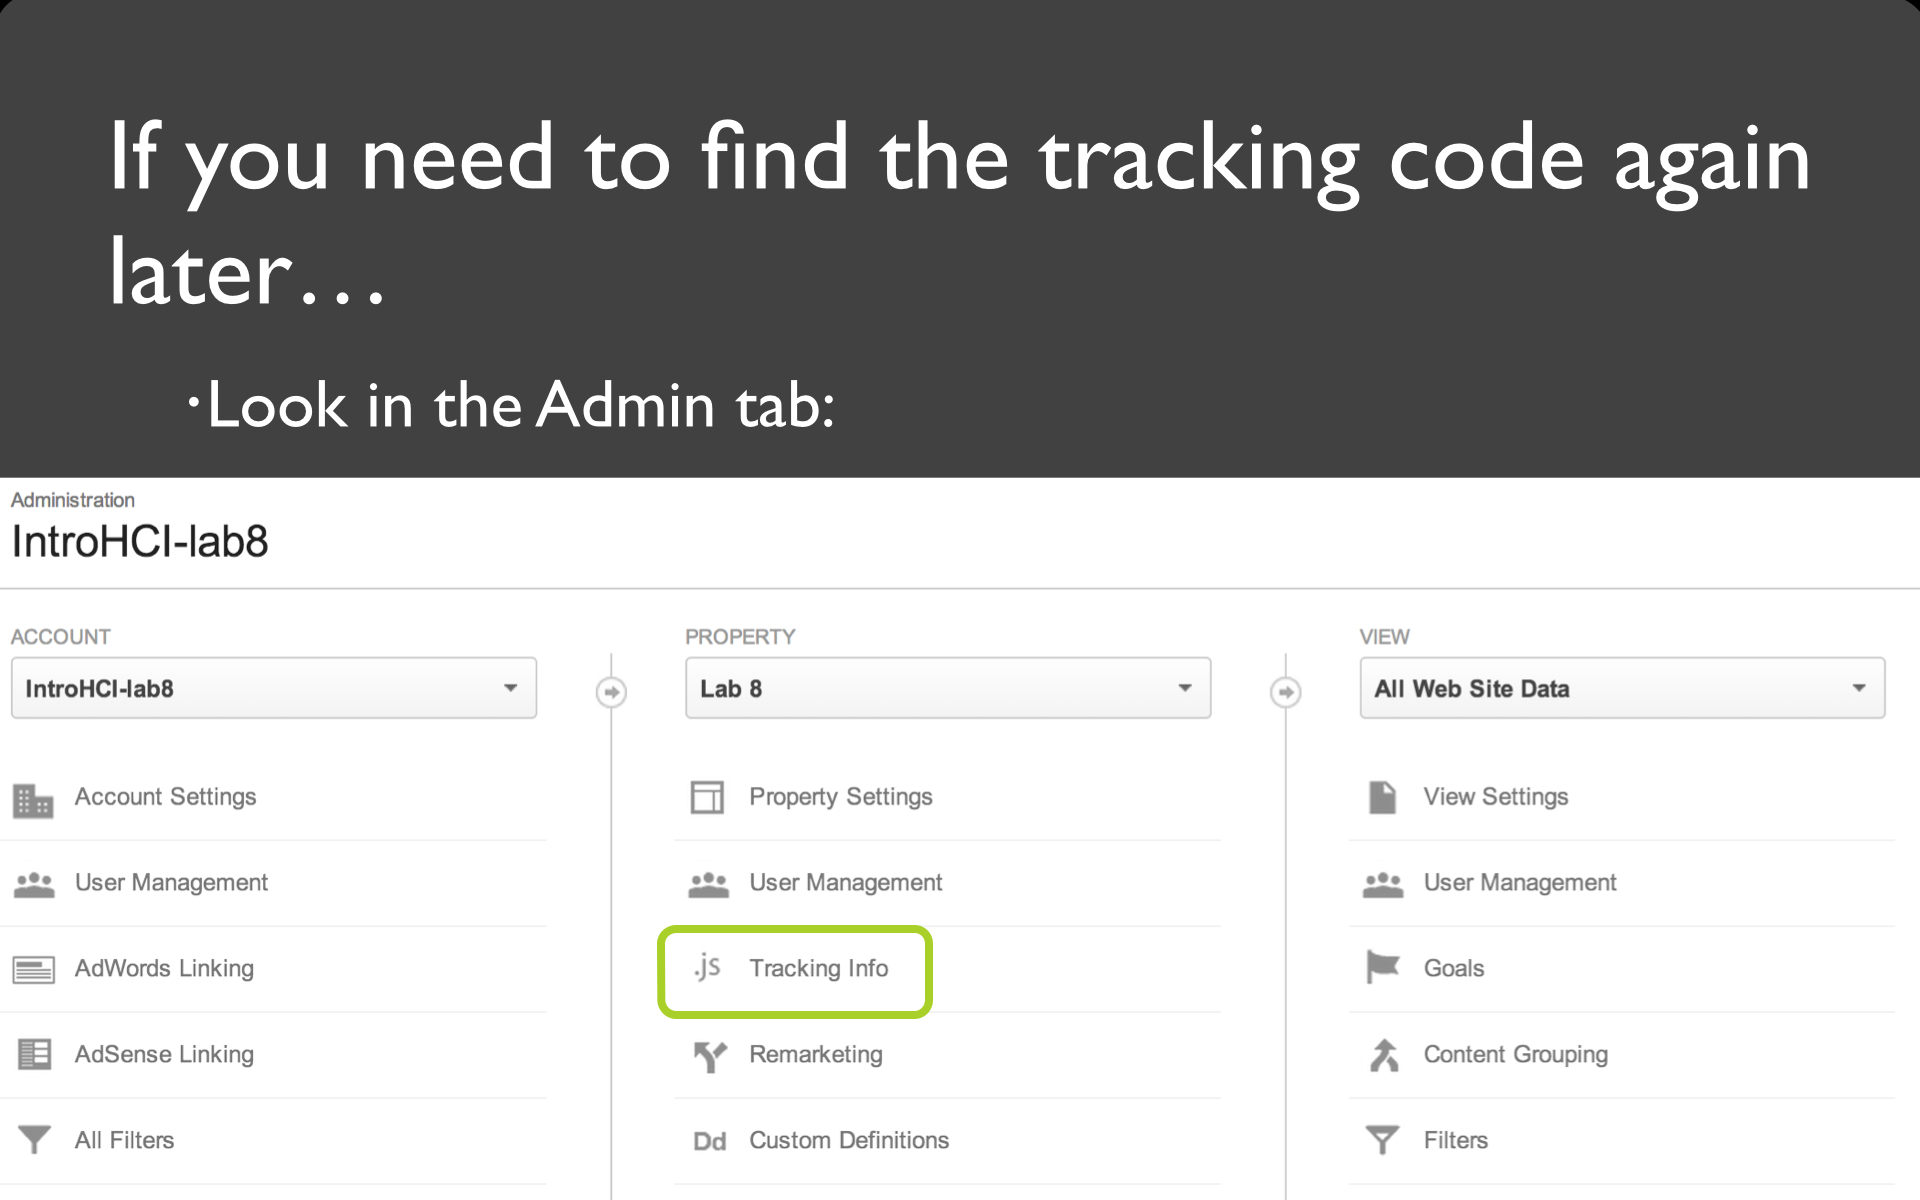 If you need to find the tracking code again
later…
·Look in the Admin tab:
Administration
IntroHCI-lab8
ACCOUNT
IntroHCI-lab8
Account Settings
User Management
AdWords Linking
AdSense Linking
All Filters
PROPERTY
Lab 8
Property Settings
User Management
.js Tracking Info
Remarketing
Dd Custom Definitions
VIEW
All Web Site Data
View Settings
User Management
Goals
Content Grouping
Filters